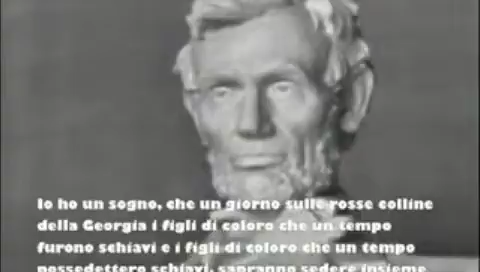 Io ho un sogno, che un giorno sulle rosse colline
della Georgia i figli di coloro che un tempo
furono schiavi e i figli di coloro che un tempo
possedettero schiavi, sapranno sedere insieme